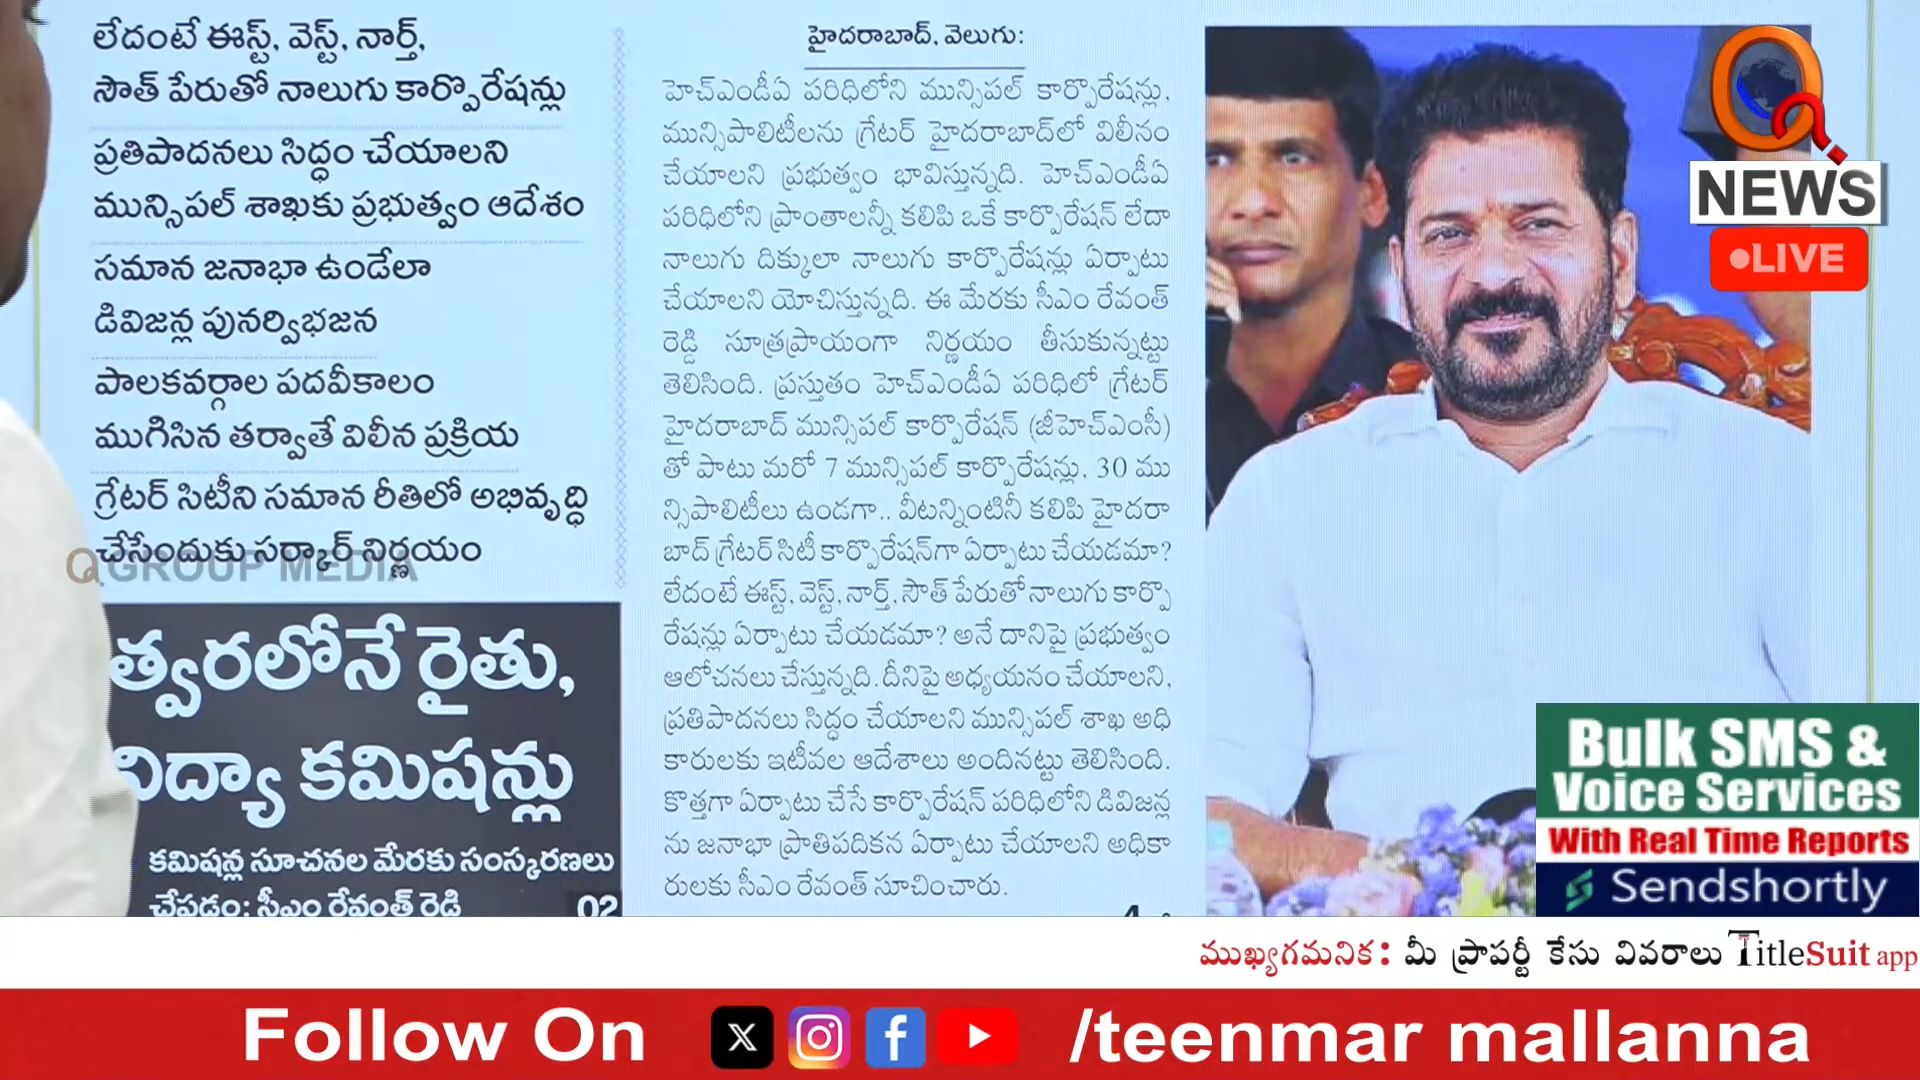 లేదంటే ఈస్ట్, వెస్ట్, నార్త్,
సౌత్ పేరుతో నాలుగు కార్పొరేషన్లు
ప్రతిపాదనలు సిద్ధం చేయాలని
మున్సిపల్ శాఖకు ప్రభుత్వం ఆదేశం
సమాన జనాభా ఉండేలా
డివిజన్ల పునర్విభజన
పాలకవర్గాల పదవీకాలం
ముగిసిన తర్వాతే విలీన ప్రక్రియ
గ్రేటర్ సిటీని సమాన రీతిలో అభివృద్ధి
చేసేందుకు సర్కార్ నిర్ణయం
Q GROUP MEDIA
త్వరలోనే రైతు,
విద్యా కమిషన్లు
కమిషన్ల సూచనల మేరకు సంస్కరణలు
చేపడం: సీఎం రేవంత్ రెడ్డి 02
హైదరాబాద్, వెలుగు:
హెచ్ఎండీఏ పరిధిలోని మున్సిపల్ కార్పొరేషన్లు,
మున్సిపాలిటీలను గ్రేటర్ హైదరాబాద్‌లో విలీనం
చేయాలని ప్రభుత్వం భావిస్తున్నది. హెచ్ఎండీఏ
పరిధిలోని ప్రాంతాలన్నీ కలిపి ఒకే కార్పొరేషన్ లేదా
నాలుగు దిక్కులా నాలుగు కార్పొరేషన్లు ఏర్పాటు
చేయాలని యోచిస్తున్నది. ఈ మేరకు సీఎం రేవంత్
రెడ్డి సూత్రప్రాయంగా నిర్ణయం తీసుకున్నట్టు
తెలిసింది. ప్రస్తుతం హెచ్ఎండీఏ పరిధిలో గ్రేటర్
హైదరాబాద్ మున్సిపల్ కార్పొరేషన్ (జీహెచ్ఎంసీ)
తో పాటు మరో 7 మున్సిపల్ కార్పొరేషన్లు, 30 ము
న్సిపాలిటీలు ఉండగా.. వీటన్నింటినీ కలిపి హైదరా
బాద్ గ్రేటర్ సిటీ కార్పొరేషన్‌గా ఏర్పాటు చేయడమా?
లేదంటే ఈస్ట్, వెస్ట్, నార్త్, సౌత్ పేరుతో నాలుగు కార్పొ
రేషన్లు ఏర్పాటు చేయడమా? అనే దానిపై ప్రభుత్వం
ఆలోచనలు చేస్తున్నది. దీనిపై అధ్యయనం చేయాలని,
ప్రతిపాదనలు సిద్ధం చేయాలని మున్సిపల్ శాఖ అధి
కారులకు ఇటీవల ఆదేశాలు అందినట్టు తెలిసింది.
కొత్తగా ఏర్పాటు చేసే కార్పొరేషన్ పరిధిలోని డివిజన్ల
ను జనాభా ప్రాతిపదికన ఏర్పాటు చేయాలని అధికా
రులకు సీఎం రేవంత్ సూచించారు.
Q
NEWS
LIVE
Bulk SMS &
Voice Services
With Real Time Reports
Sendshortly
ముఖ్యగమనిక: మీ ప్రాపర్టీ కేసు వివరాలు TitleSuit app
Follow On /teenmar mallanna